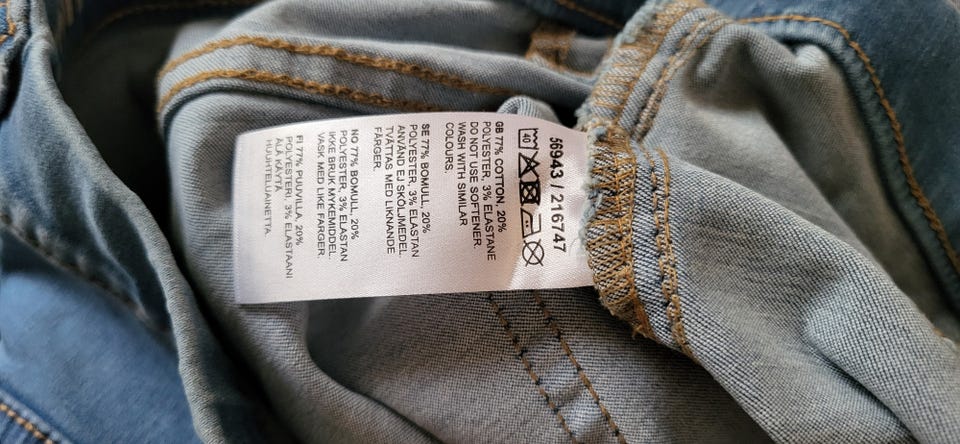 56943 / 216747
40
GB 77% COTTON, 20%
POLYESTER, 3% ELASTANE
DO NOT USE SOFTENER.
WASH WITH SIMILAR
COLOURS.
SE 77% BOMULL, 20%
POLYESTER, 3% ELASTAN
ANVÄND EJ SKÖLJMEDEL.
TVÄTTAS MED LIKNANDE
FÄRGER.
NO 77% BOMULL, 20%
POLYESTER, 3% ELASTAN
IKKE BRUK MYKEMIDDEL.
VASK MED LIKE FARGER.
FI 77% PUUVILLA, 20%
POLYESTERI, 3% ELASTAANI
ÄLÄ KÄYTÄ
HUUHTELUAINETTA.